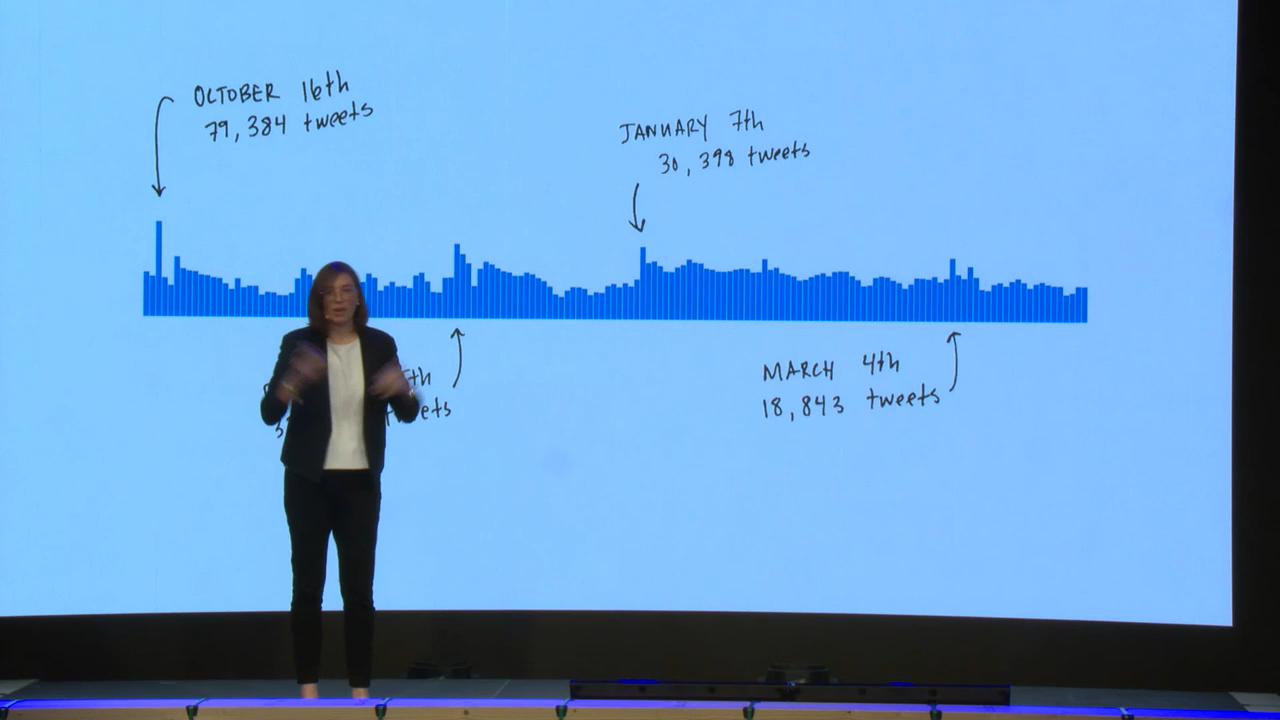 OCTOBER 16th
79,384 tweets
JANUARY 7th
30,398 tweets
MARCH 4th
18,843 tweets